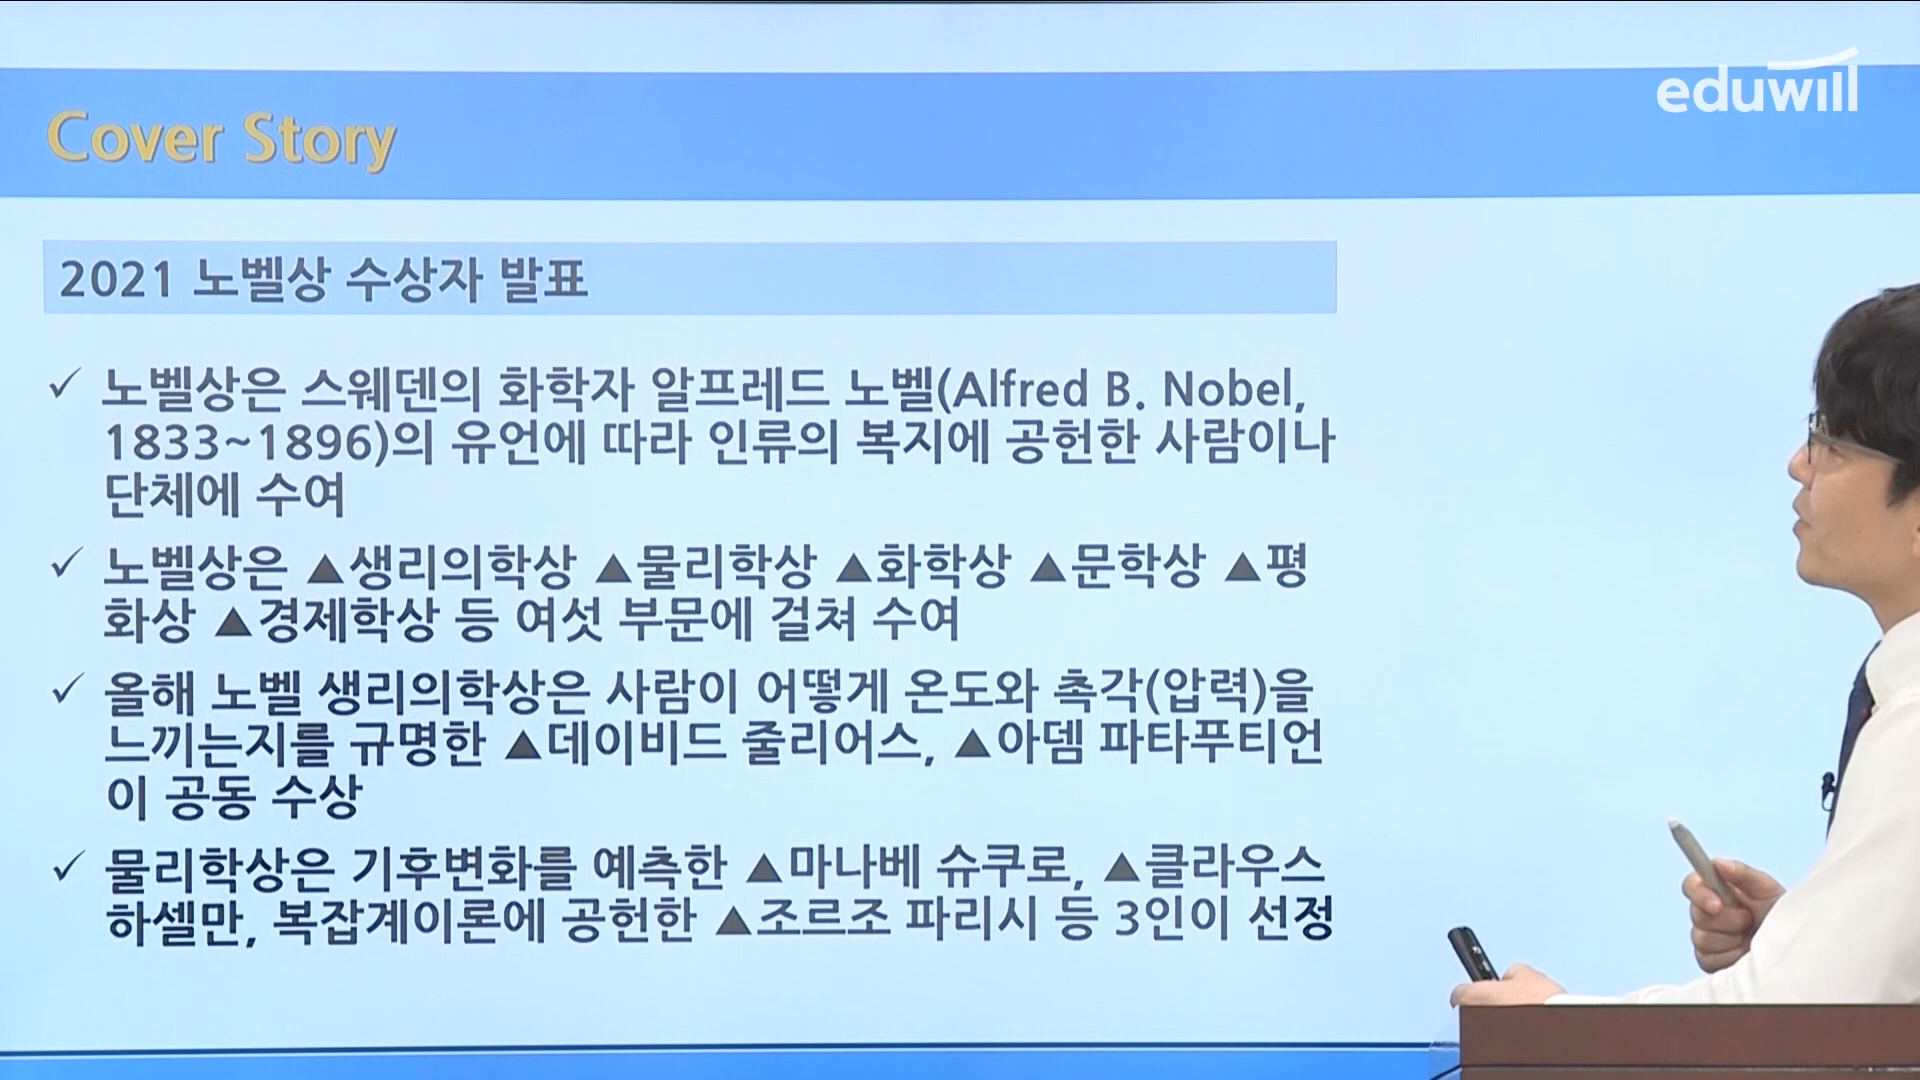 eduwill
Cover Story
2021 노벨상 수상자 발표
✓ 노벨상은 스웨덴의 화학자 알프레드 노벨(Alfred B. Nobel,
1833~1896)의 유언에 따라 인류의 복지에 공헌한 사람이나
단체에 수여
✓ 노벨상은 ▲생리의학상 ▲물리학상 ▲화학상 ▲문학상 ▲평
화상 ▲경제학상 등 여섯 부문에 걸쳐 수여
✓ 올해 노벨 생리의학상은 사람이 어떻게 온도와 촉각(압력)을
느끼는지를 규명한 ▲데이비드 줄리어스, ▲아뎀 파타푸티언
이 공동 수상
✓ 물리학상은 기후변화를 예측한 ▲마나베 슈쿠로, ▲클라우스
하셀만, 복잡계이론에 공헌한 ▲조르조 파리시 등 3인이 선정